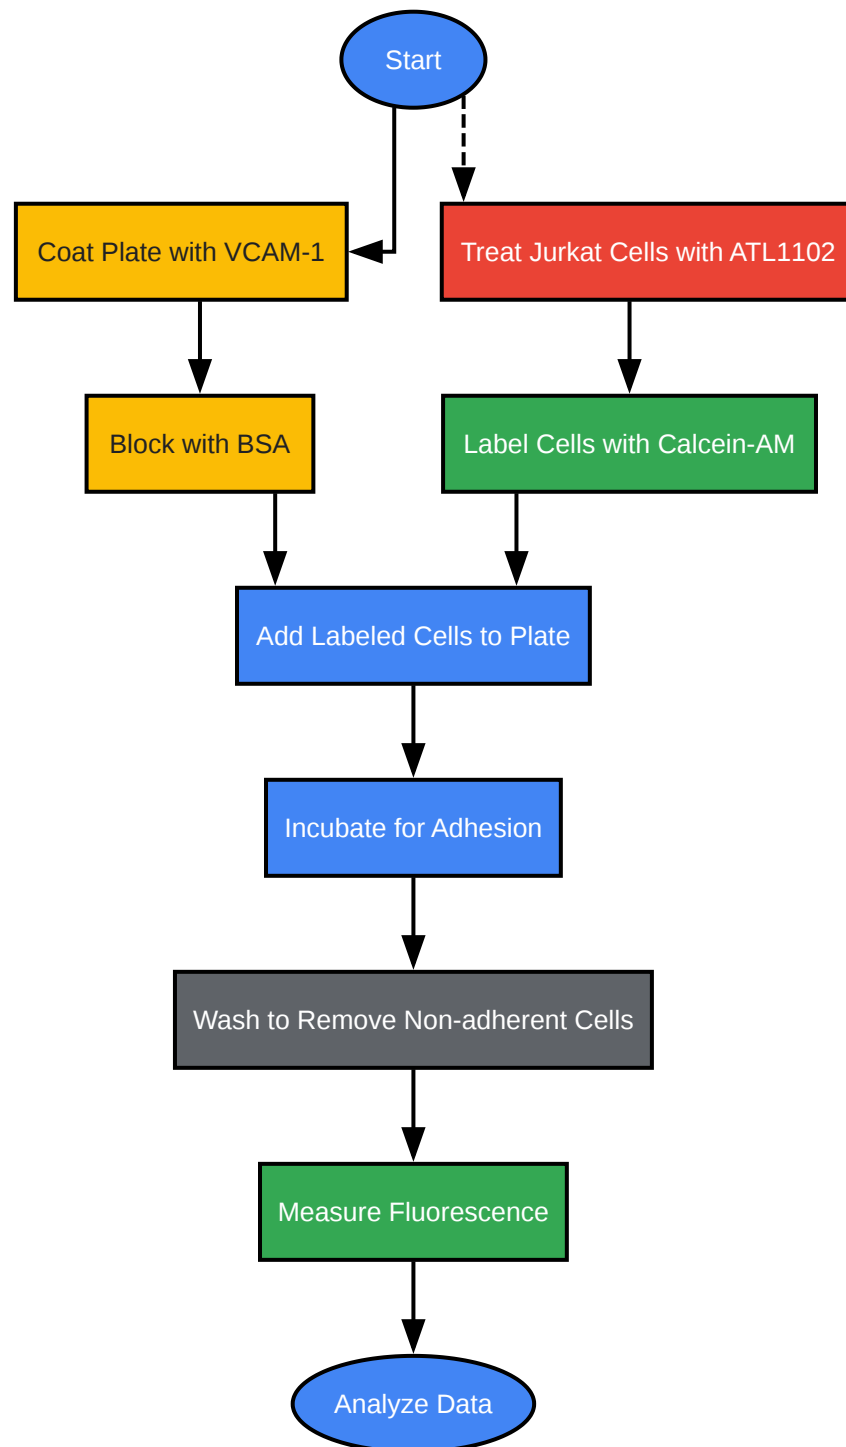 Start
Coat Plate with VCAM-1
Treat Jurkat Cells with ATL1102
Block with BSA
Label Cells with Calcein-AM
Add Labeled Cells to Plate
Incubate for Adhesion
Wash to Remove Non-adherent Cells
Measure Fluorescence
Analyze Data